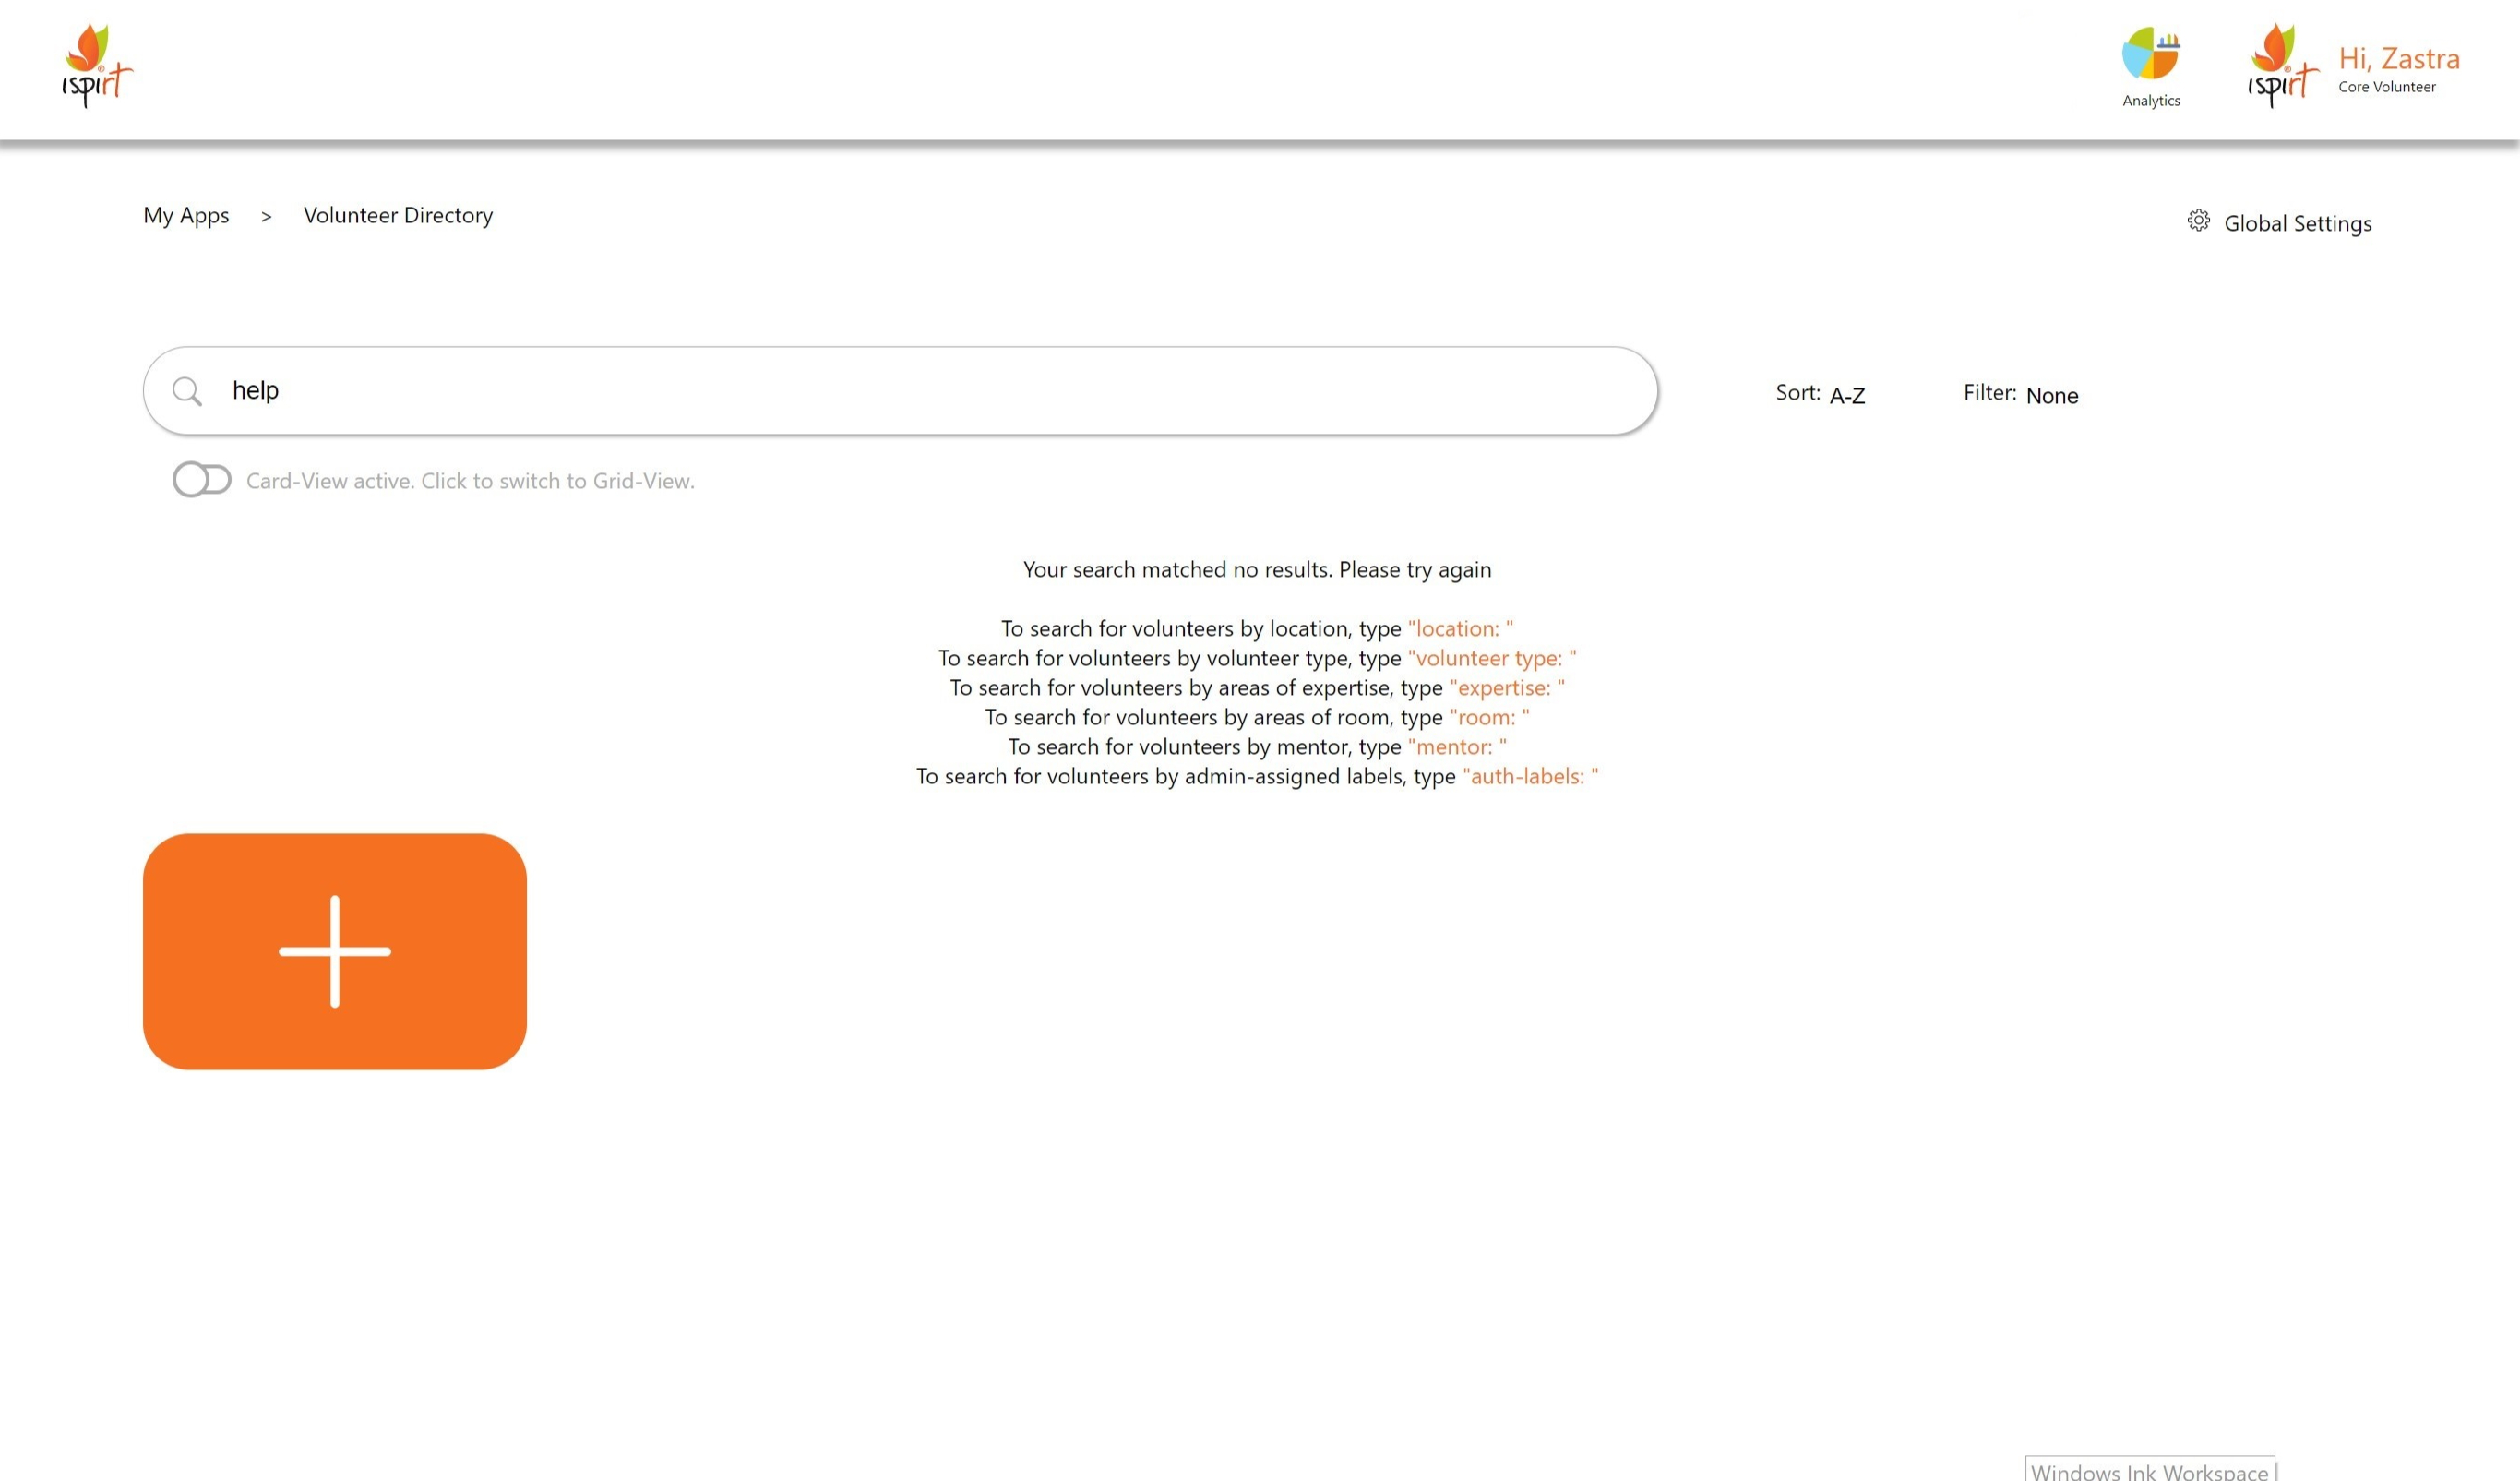 ıspırt
Analytics
ıspırt
Hi, Zastra
Core Volunteer
My Apps > Volunteer Directory
Global Settings
help
Sort: A-Z
Filter: None
Card-View active. Click to switch to Grid-View.
Your search matched no results. Please try again
To search for volunteers by location, type "location: "
To search for volunteers by volunteer type, type "volunteer type: "
To search for volunteers by areas of expertise, type "expertise: "
To search for volunteers by areas of room, type "room: "
To search for volunteers by mentor, type "mentor: "
To search for volunteers by admin-assigned labels, type "auth-labels: "
Windows Ink Workspace